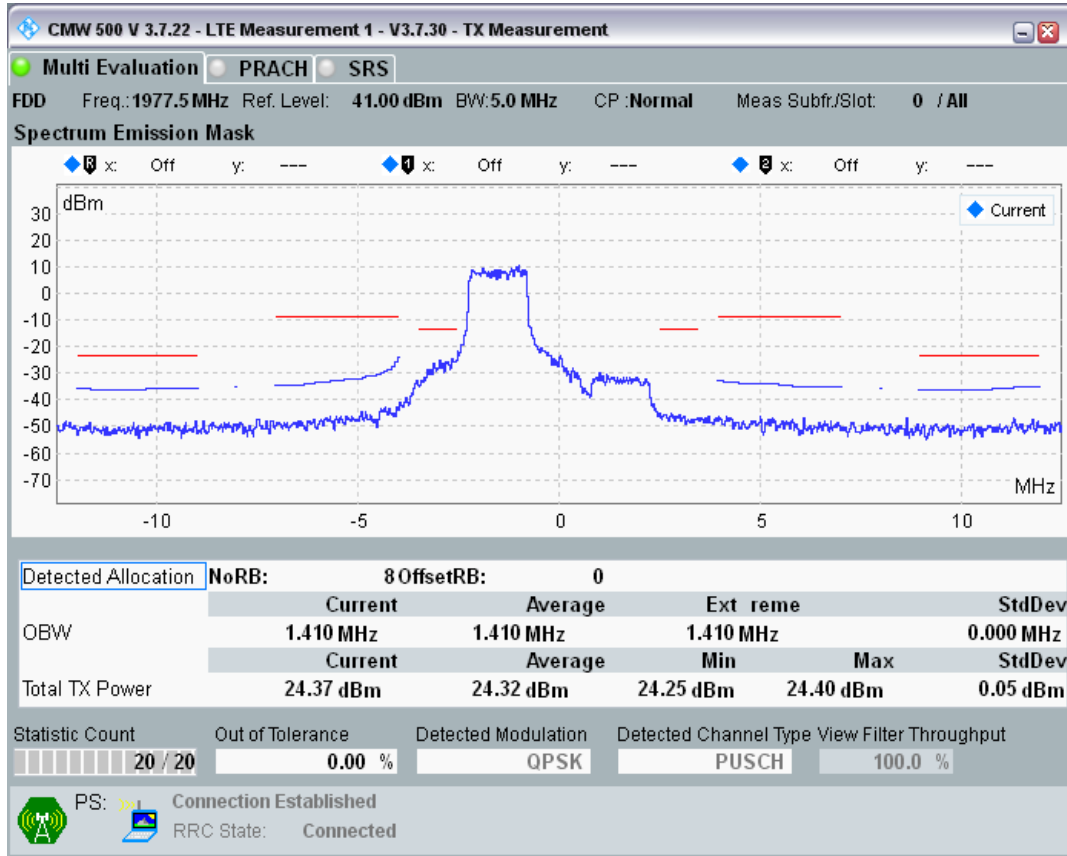 CMW 500 V 3.7.22 - LTE Measurement 1 - V3.7.30 - TX Measurement
Multi Evaluation PRACH SRS
FDD Freq.: 1977.5 MHz Ref. Level: 41.00 dBm BW: 5.0 MHz CP : Normal Meas Subfr./Slot: 0 / All
Spectrum Emission Mask
R x: Off y: --- 1 x: Off y: --- 2 x: Off y: ---
dBm
Current
30
20
10
0
-10
-20
-30
-40
-50
-60
-70
MHz
-10 -5 0 5 10
Detected Allocation NoRB: 8 OffsetRB: 0
Current Average Ext reme StdDev
OBW 1.410 MHz 1.410 MHz 1.410 MHz 0.000 MHz
Current Average Min Max StdDev
Total TX Power 24.37 dBm 24.32 dBm 24.25 dBm 24.40 dBm 0.05 dBm
Statistic Count Out of Tolerance Detected Modulation Detected Channel Type View Filter Throughput
20 / 20 0.00 % QPSK PUSCH 100.0 %
PS: Connection Established
RRC State: Connected